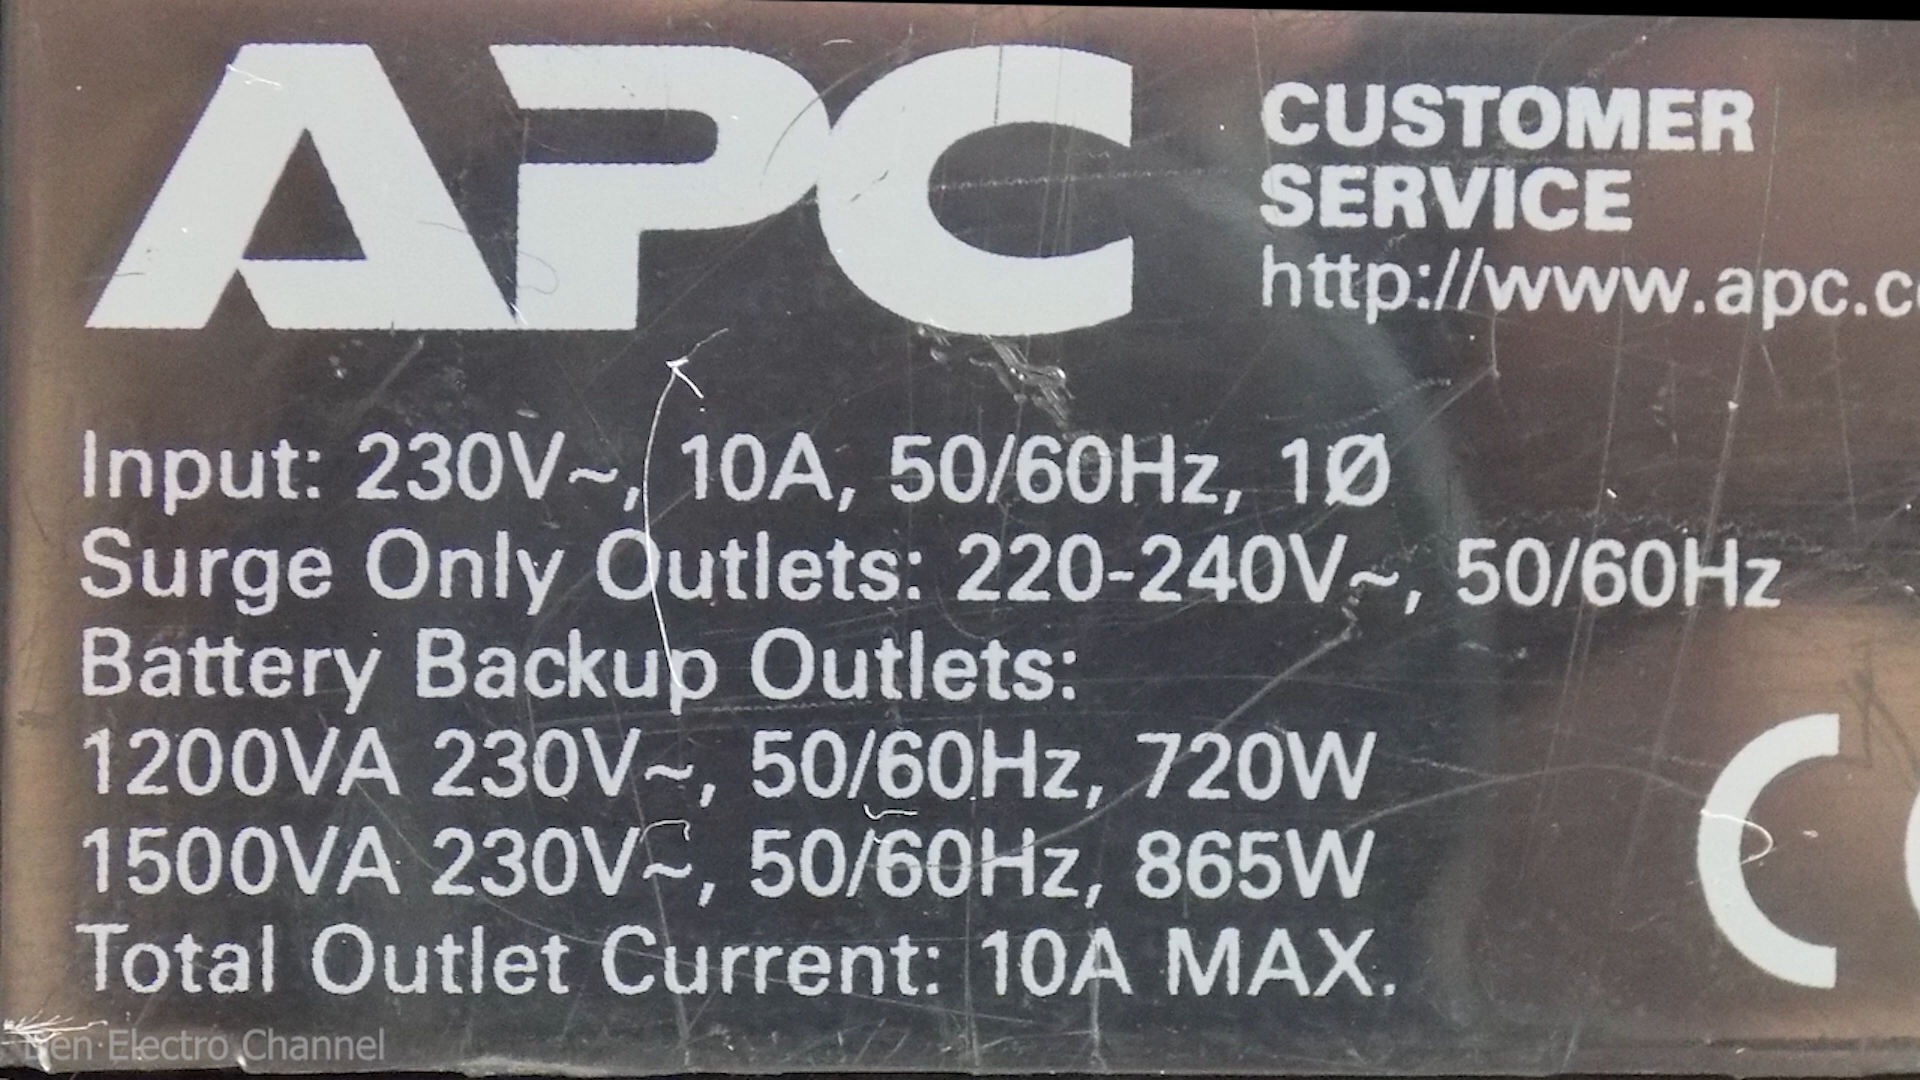 APC
CUSTOMER
SERVICE
http://www.apc.c
Input: 230V~, 10A, 50/60Hz, 1Ø
Surge Only Outlets: 220-240V~, 50/60Hz
Battery Backup Outlets:
1200VA 230V~, 50/60Hz, 720W
1500VA 230V~, 50/60Hz, 865W
Total Outlet Current: 10A MAX.
Electro Channel